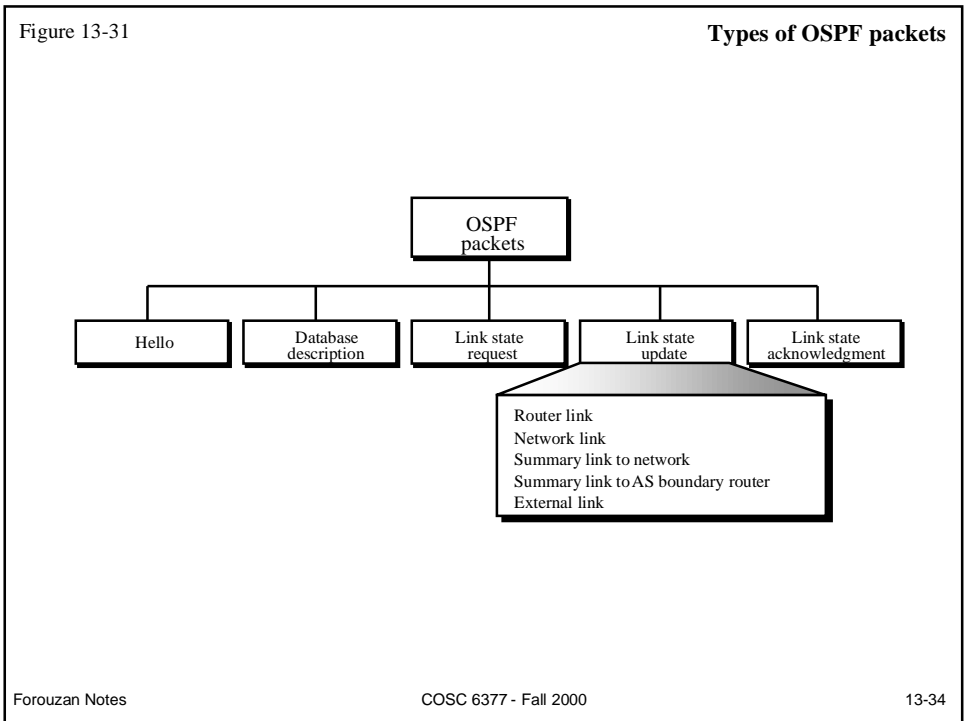 Figure 13-31
Types of OSPF packets
OSPF
packets
Hello
Database
description
Link state
request
Link state
update
Link state
acknowledgment
Router link
Network link
Summary link to network
Summary link to AS boundary router
External link
Forouzan Notes
COSC 6377 - Fall 2000
13-34